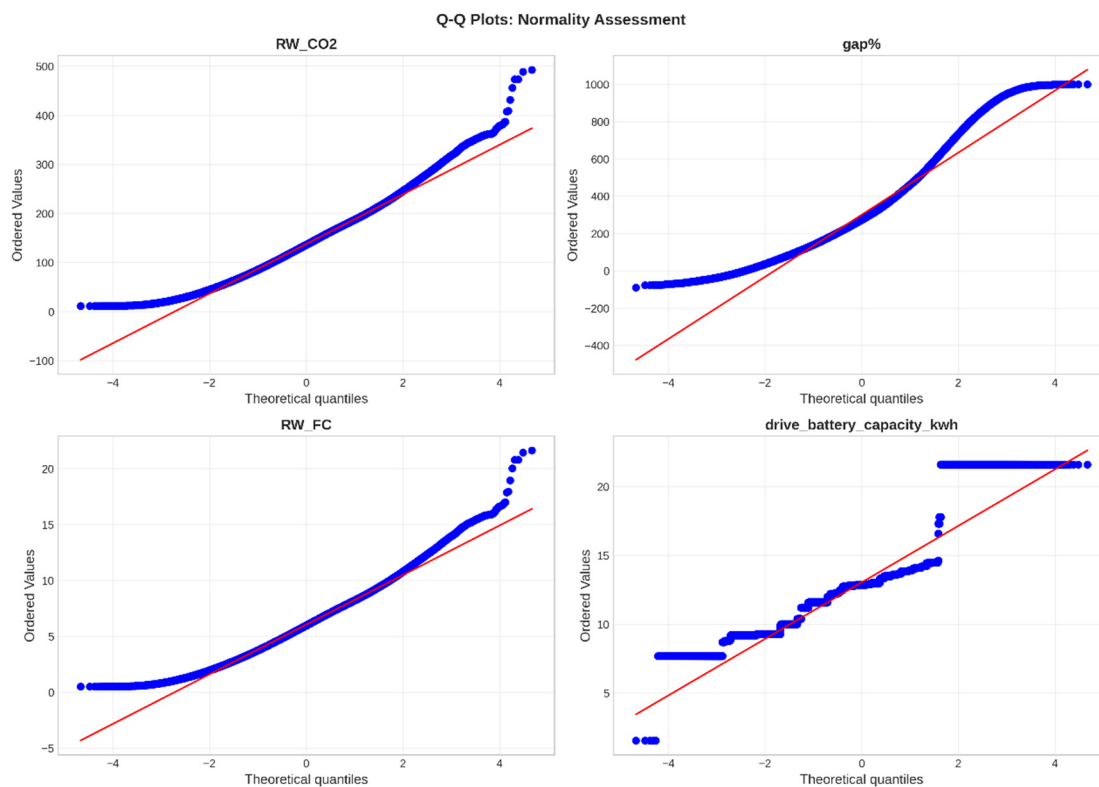 Q-Q Plots: Normality Assessment
RW_CO2
500
400
300
200
100
0
−100
Ordered Values
−4 −2 0 2 4
Theoretical quantiles
gap%
1000
800
600
400
200
0
−200
−400
Ordered Values
−4 −2 0 2 4
Theoretical quantiles
RW_FC
20
15
10
5
0
−5
Ordered Values
−4 −2 0 2 4
Theoretical quantiles
drive_battery_capacity_kwh
20
15
10
5
Ordered Values
−4 −2 0 2 4
Theoretical quantiles